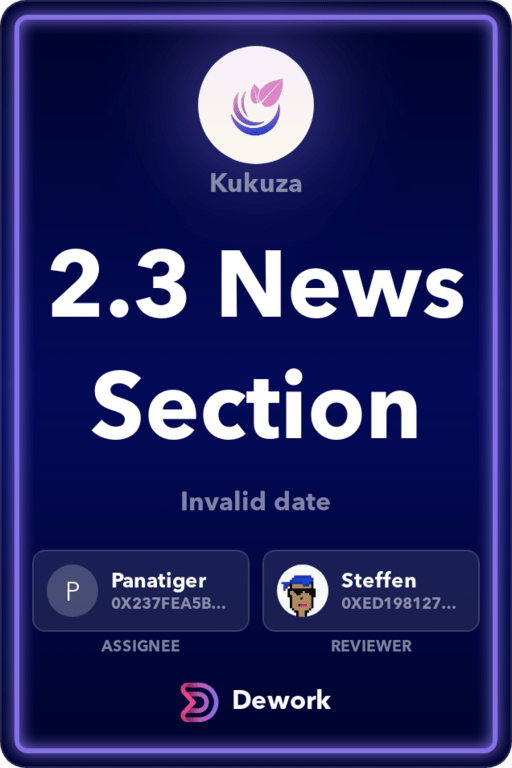 Kukuza
2.3 News
Section
Invalid date
P
Panatiger
0X237FEA5B...
Steffen
0XED198127...
ASSIGNEE
REVIEWER
Dework